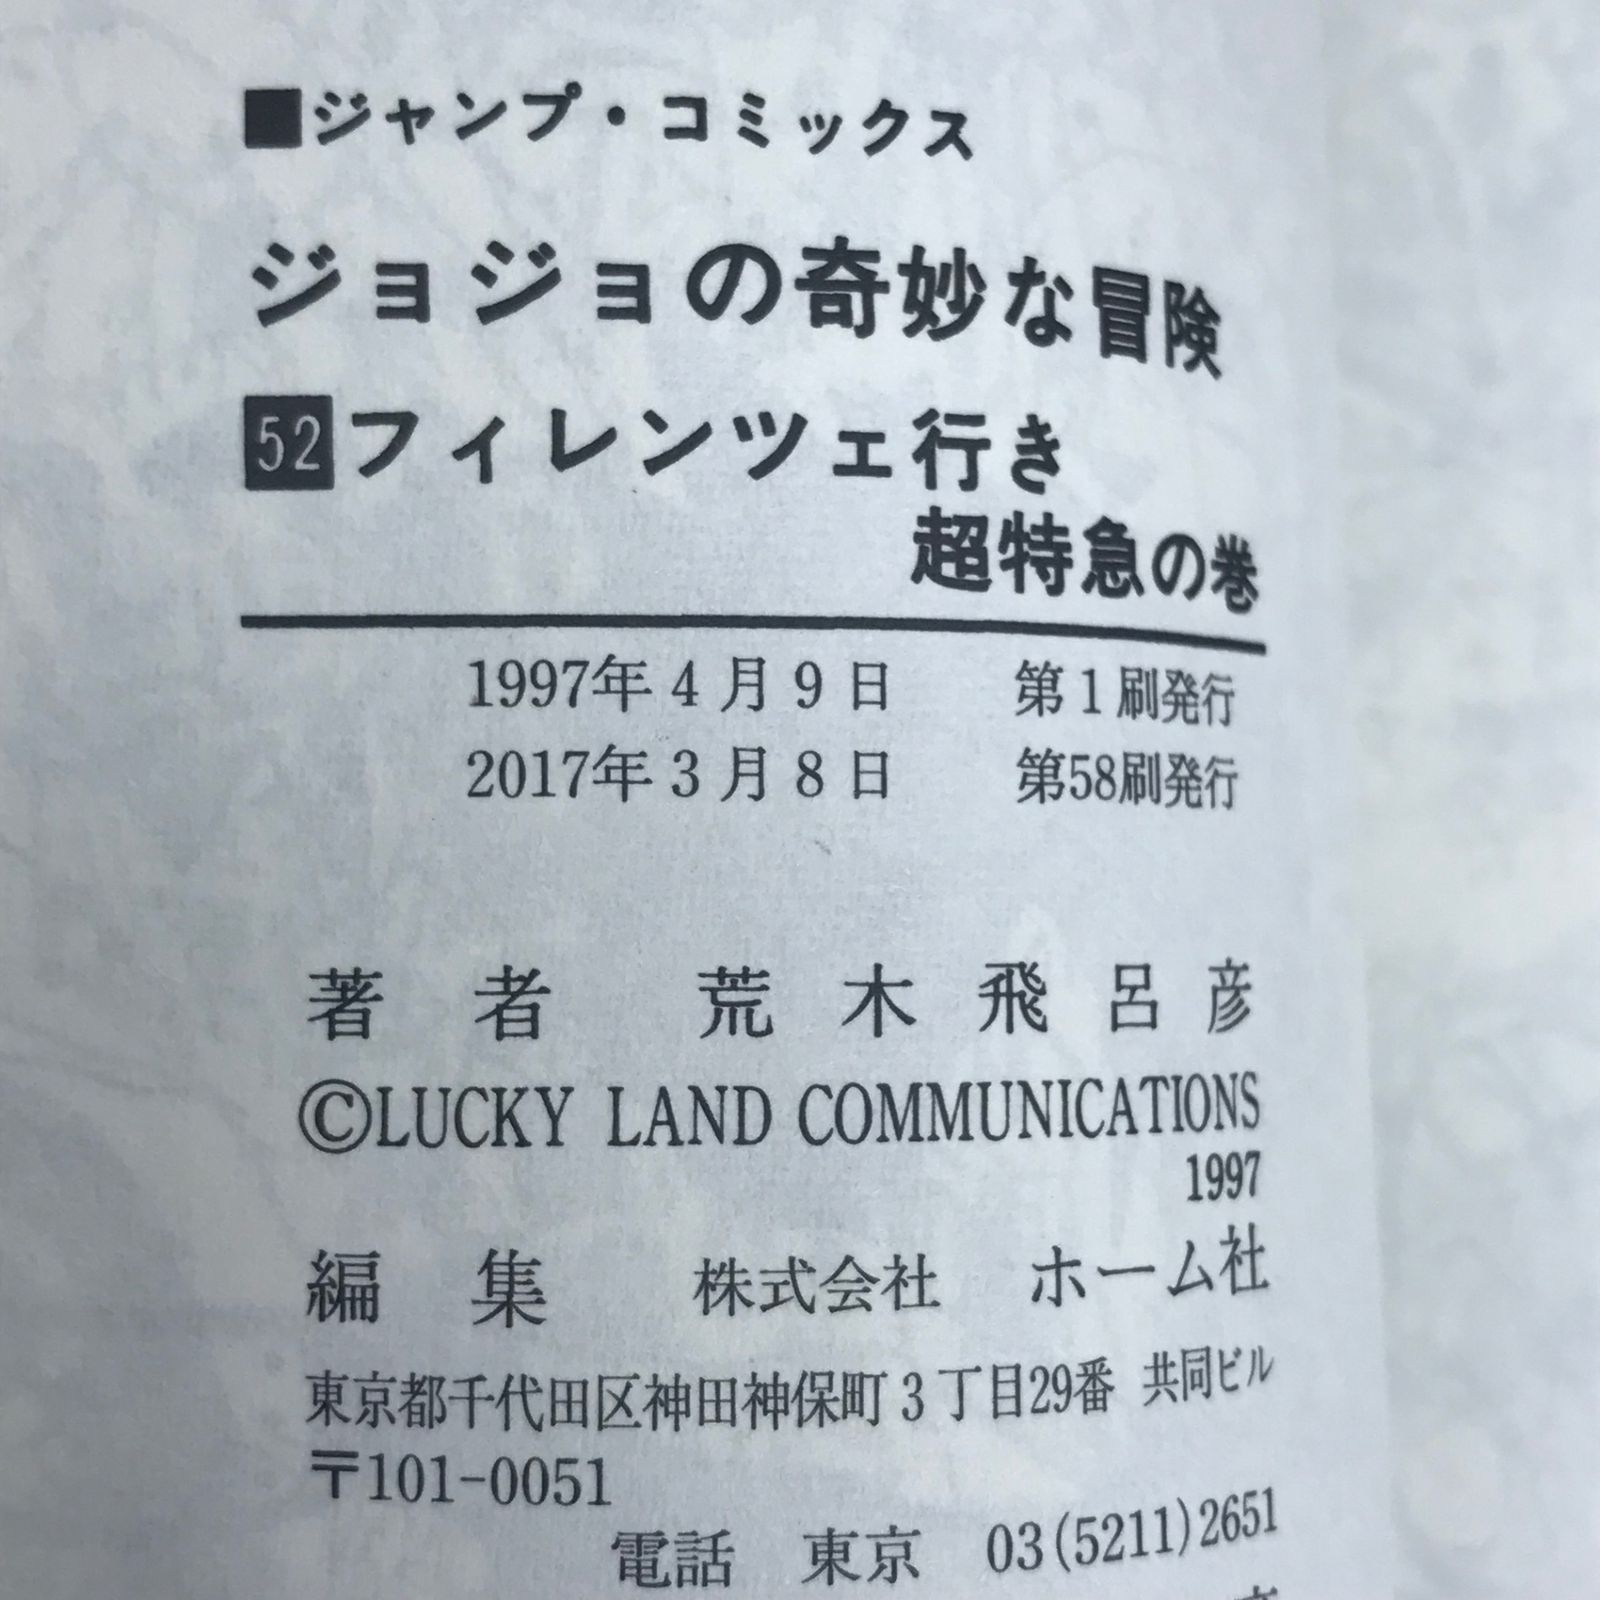 ■ジャンプ・コミックス
ジョジョの奇妙な冒険
52フィレンツェ行き
超特急の巻
1997年4月9日 第1刷発行
2017年3月8日 第58刷発行
著者 荒木飛呂彦
©LUCKY LAND COMMUNICATIONS
1997
編集 株式会社 ホーム社
東京都千代田区神田神保町3丁目29番 共同ビル
〒101-0051
電話 東京 03(5211)2651